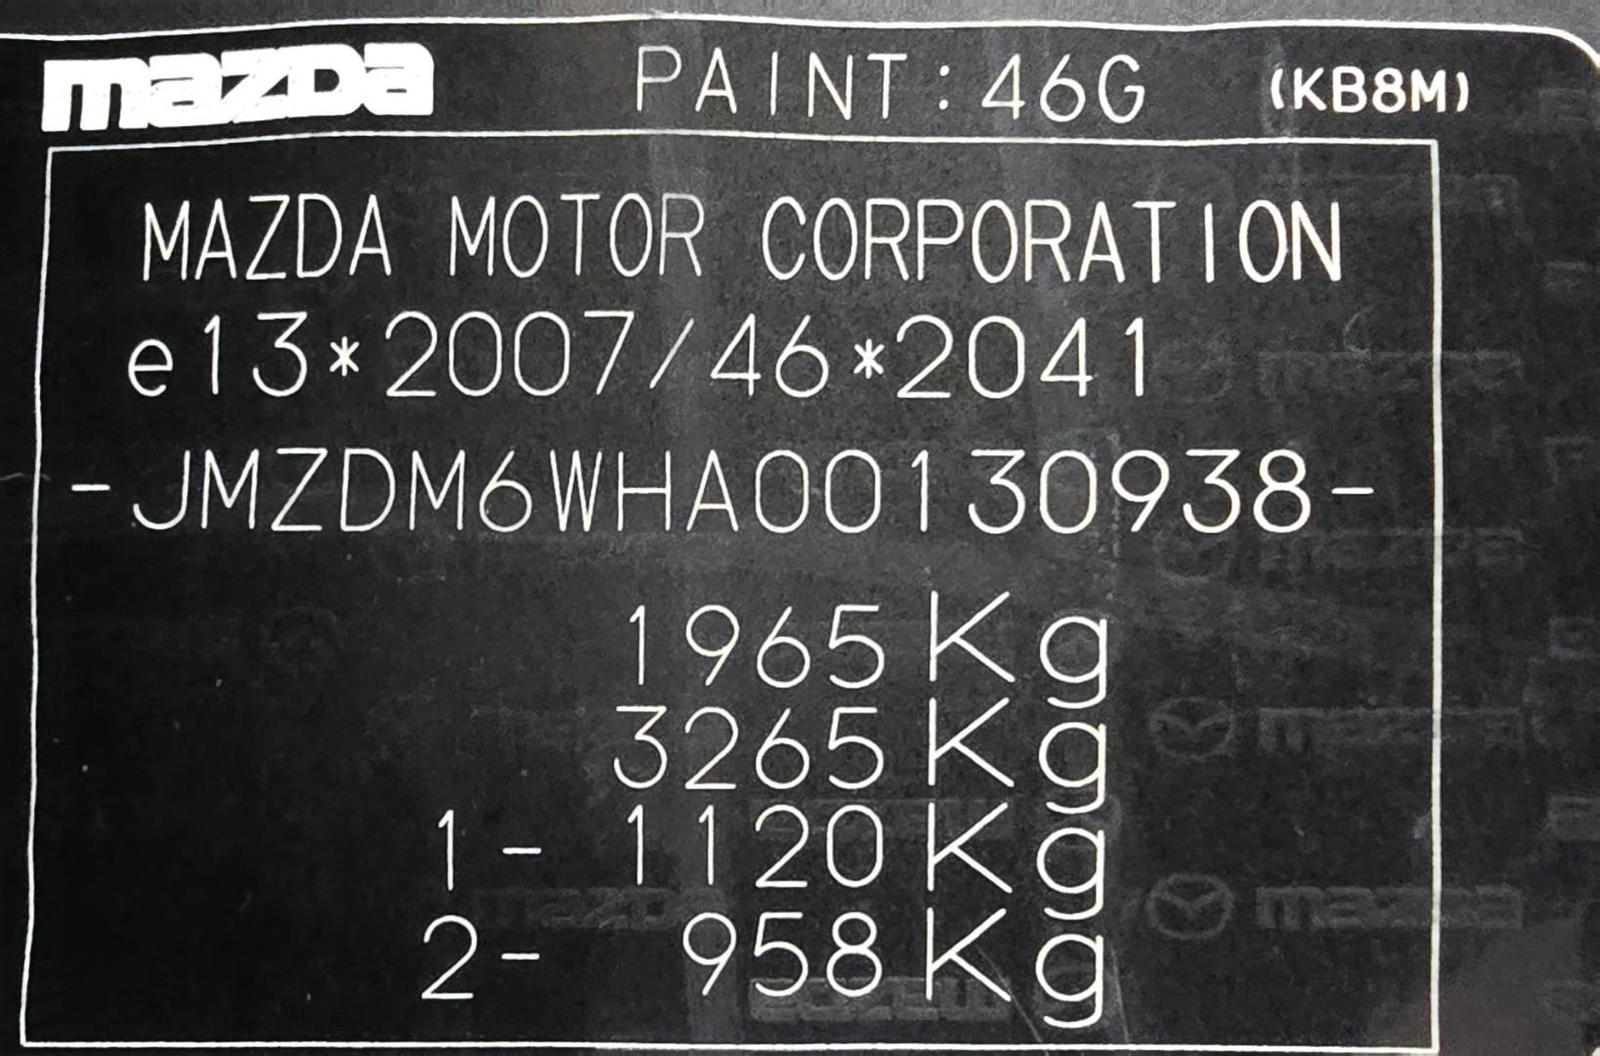 mazda PAINT: 46G (KB8M)
MAZDA MOTOR CORPORATION
e13*2007/46*2041
-JMZDM6WHA00130938-
1965Kg
3265Kg
1- 1120Kg
2- 958Kg